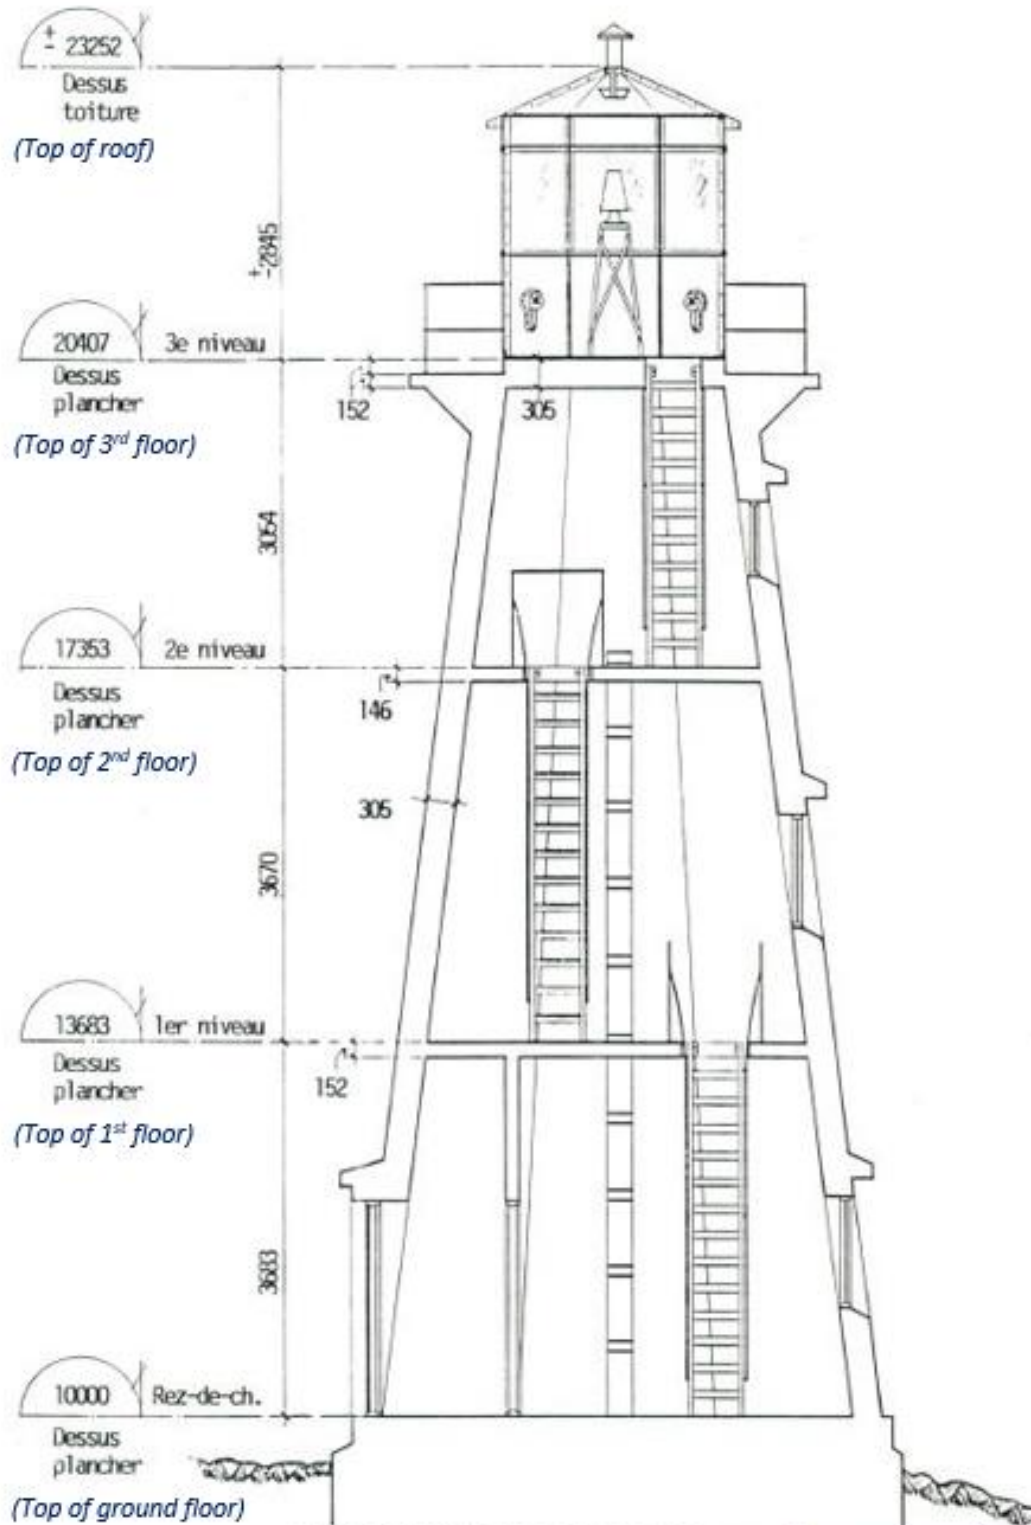 ± 23252
Dessus
toiture
(Top of roof)
±2845
20407 3e niveau
Dessus
plancher
(Top of 3rd floor)
152
305
3054
17353 2e niveau
Dessus
plancher
(Top of 2nd floor)
146
305
3670
13683 1er niveau
Dessus
plancher
(Top of 1st floor)
152
3683
10000 Rez-de-ch.
Dessus
plancher
(Top of ground floor)